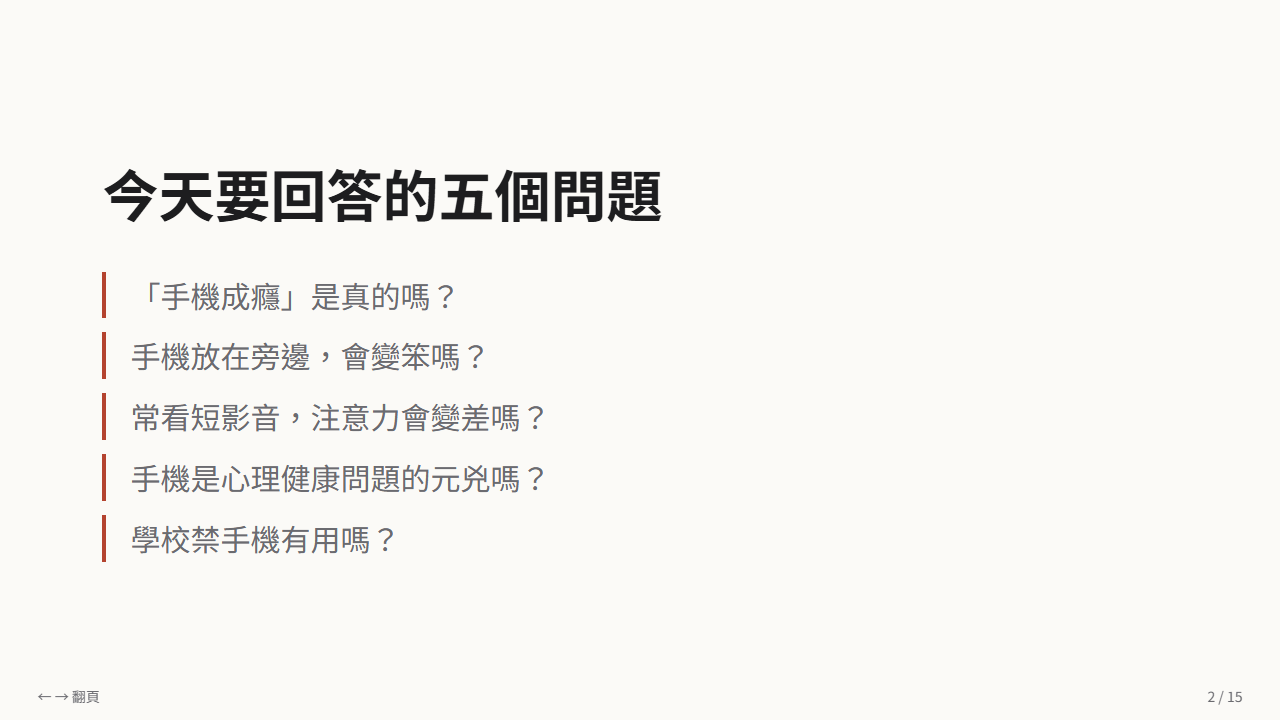 今天要回答的五個問題
「手機成癮」是真的嗎？
手機放在旁邊，會變笨嗎？
常看短影音，注意力會變差嗎？
手機是心理健康問題的元兇嗎？
學校禁手機有用嗎？
← → 翻頁
2 / 15